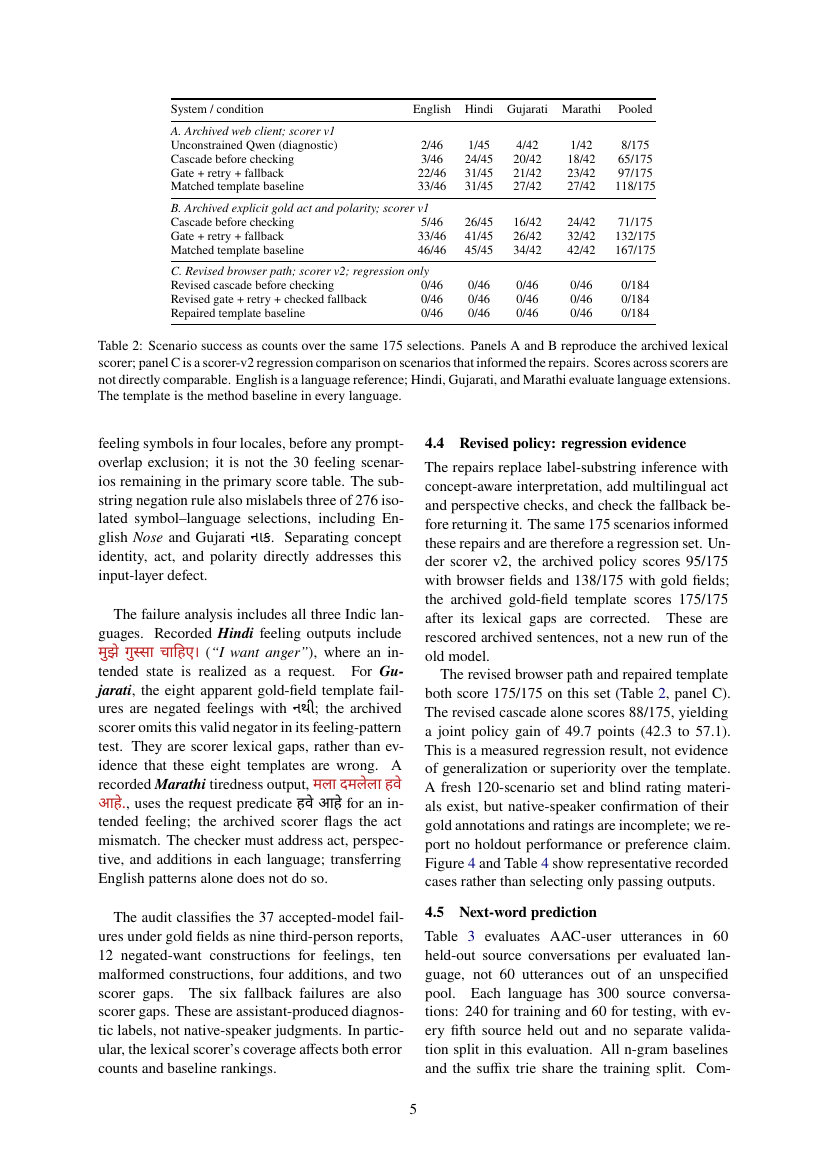 System / condition English Hindi Gujarati Marathi Pooled
A. Archived web client; scorer v1
Unconstrained Qwen (diagnostic) 2/46 1/45 4/42 1/42 8/175
Cascade before checking 3/46 24/45 20/42 18/42 65/175
Gate + retry + fallback 22/46 31/45 21/42 23/42 97/175
Matched template baseline 33/46 31/45 27/42 27/42 118/175
B. Archived explicit gold act and polarity; scorer v1
Cascade before checking 5/46 26/45 16/42 24/42 71/175
Gate + retry + fallback 33/46 41/45 26/42 32/42 132/175
Matched template baseline 46/46 45/45 34/42 42/42 167/175
C. Revised browser path; scorer v2; regression only
Revised cascade before checking 0/46 0/46 0/46 0/46 0/184
Revised gate + retry + checked fallback 0/46 0/46 0/46 0/46 0/184
Repaired template baseline 0/46 0/46 0/46 0/46 0/184
Table 2: Scenario success as counts over the same 175 selections. Panels A and B reproduce the archived lexical
scorer; panel C is a scorer-v2 regression comparison on scenarios that informed the repairs. Scores across scorers are
not directly comparable. English is a language reference; Hindi, Gujarati, and Marathi evaluate language extensions.
The template is the method baseline in every language.
feeling symbols in four locales, before any prompt-
overlap exclusion; it is not the 30 feeling scenar-
ios remaining in the primary score table. The sub-
string negation rule also mislabels three of 276 iso-
lated symbol–language selections, including En-
glish Nose and Gujarati નાક. Separating concept
identity, act, and polarity directly addresses this
input-layer defect.
The failure analysis includes all three Indic lan-
guages. Recorded Hindi feeling outputs include
मुझे गुस्सा चाहिए। (“I want anger”), where an in-
tended state is realized as a request. For Gu-
jarati, the eight apparent gold-field template fail-
ures are negated feelings with નથી; the archived
scorer omits this valid negator in its feeling-pattern
test. They are scorer lexical gaps, rather than ev-
idence that these eight templates are wrong. A
recorded Marathi tiredness output, मला दमलेला हवे
आहे., uses the request predicate हवे आहे for an in-
tended feeling; the archived scorer flags the act
mismatch. The checker must address act, perspec-
tive, and additions in each language; transferring
English patterns alone does not do so.
The audit classifies the 37 accepted-model fail-
ures under gold fields as nine third-person reports,
12 negated-want constructions for feelings, ten
malformed constructions, four additions, and two
scorer gaps. The six fallback failures are also
scorer gaps. These are assistant-produced diagnos-
tic labels, not native-speaker judgments. In partic-
ular, the lexical scorer’s coverage affects both error
counts and baseline rankings.
4.4 Revised policy: regression evidence
The repairs replace label-substring inference with
concept-aware interpretation, add multilingual act
and perspective checks, and check the fallback be-
fore returning it. The same 175 scenarios informed
these repairs and are therefore a regression set. Un-
der scorer v2, the archived policy scores 95/175
with browser fields and 138/175 with gold fields;
the archived gold-field template scores 175/175
after its lexical gaps are corrected. These are
rescored archived sentences, not a new run of the
old model.
The revised browser path and repaired template
both score 175/175 on this set (Table 2, panel C).
The revised cascade alone scores 88/175, yielding
a joint policy gain of 49.7 points (42.3 to 57.1).
This is a measured regression result, not evidence
of generalization or superiority over the template.
A fresh 120-scenario set and blind rating materi-
als exist, but native-speaker confirmation of their
gold annotations and ratings are incomplete; we re-
port no holdout performance or preference claim.
Figure 4 and Table 4 show representative recorded
cases rather than selecting only passing outputs.
4.5 Next-word prediction
Table 3 evaluates AAC-user utterances in 60
held-out source conversations per evaluated lan-
guage, not 60 utterances out of an unspecified
pool. Each language has 300 source conversa-
tions: 240 for training and 60 for testing, with ev-
ery fifth source held out and no separate valida-
tion split in this evaluation. All n-gram baselines
and the suffix trie share the training split. Com-
5